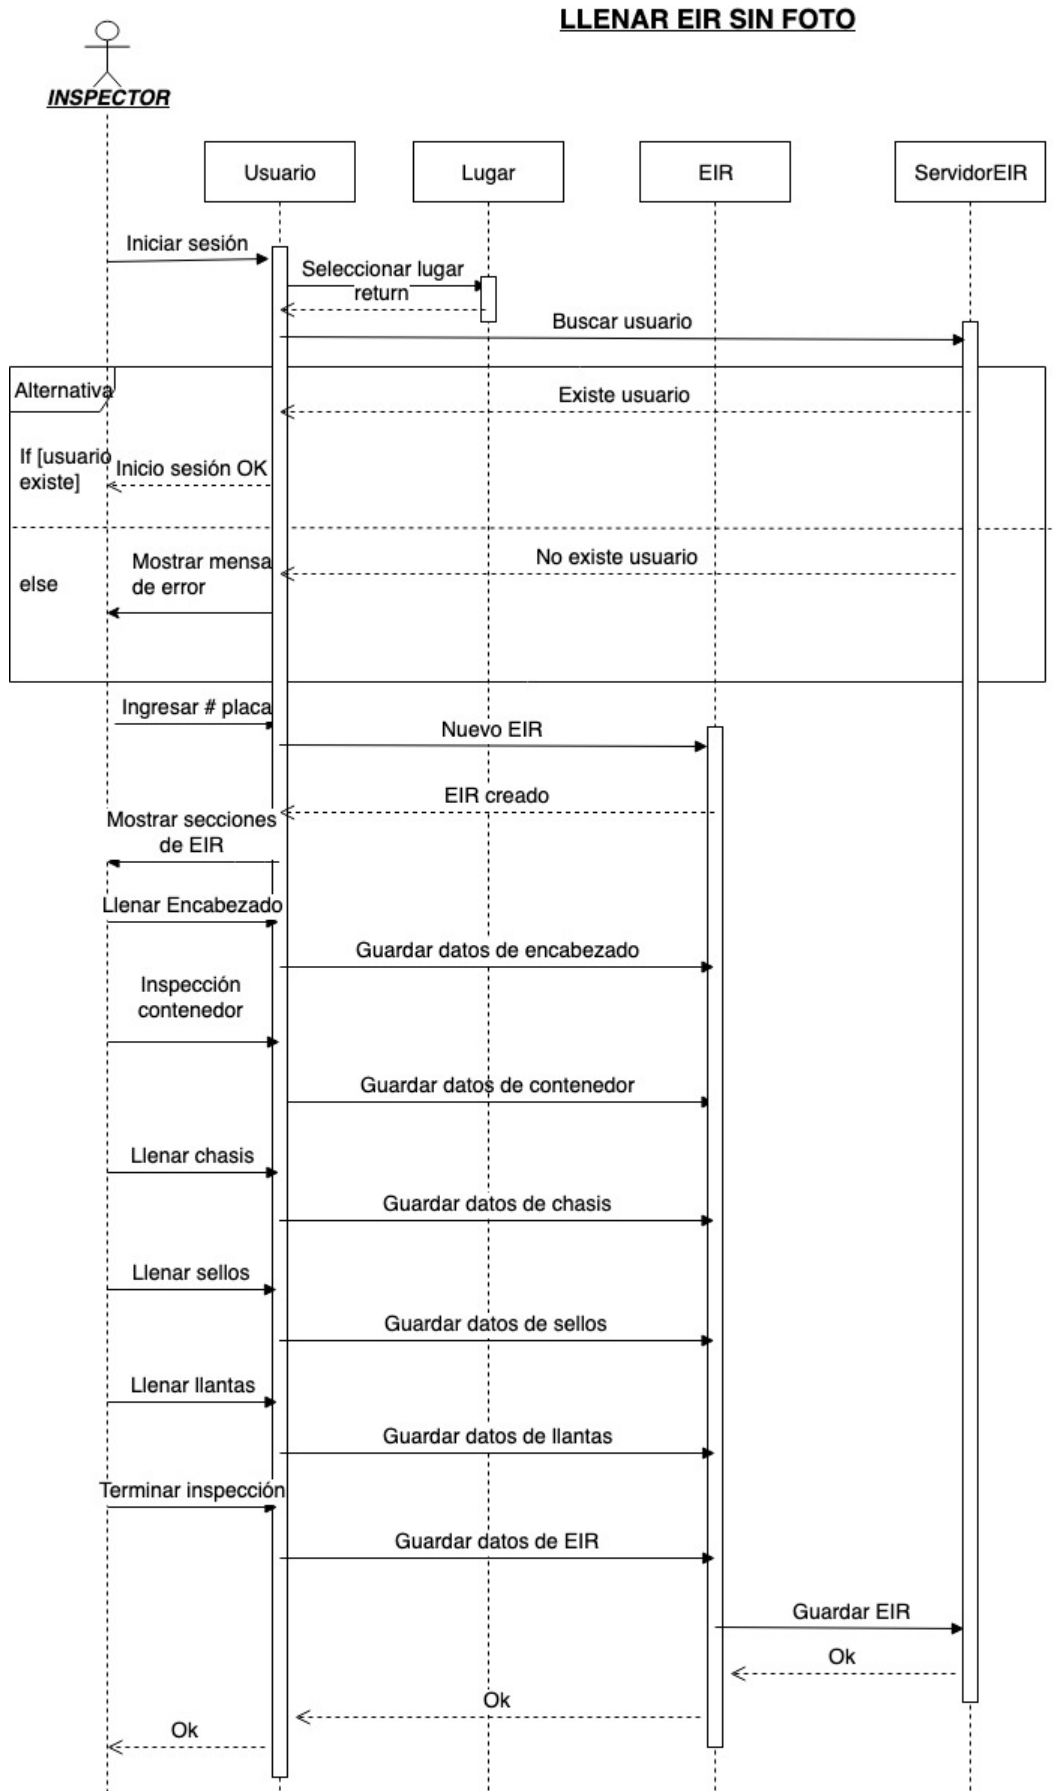 LLENAR EIR SIN FOTO
INSPECTOR
Usuario
Lugar
EIR
ServidorEIR
Iniciar sesión
Seleccionar lugar
return
Buscar usuario
Alternativa
Existe usuario
If [usuario
existe]
Inicio sesión OK
No existe usuario
Mostrar mensa
de error
else
Ingresar # placa
Nuevo EIR
EIR creado
Mostrar secciones
de EIR
Llenar Encabezado
Guardar datos de encabezado
Inspección
contenedor
Guardar datos de contenedor
Llenar chasis
Guardar datos de chasis
Llenar sellos
Guardar datos de sellos
Llenar llantas
Guardar datos de llantas
Terminar inspección
Guardar datos de EIR
Guardar EIR
Ok
Ok
Ok